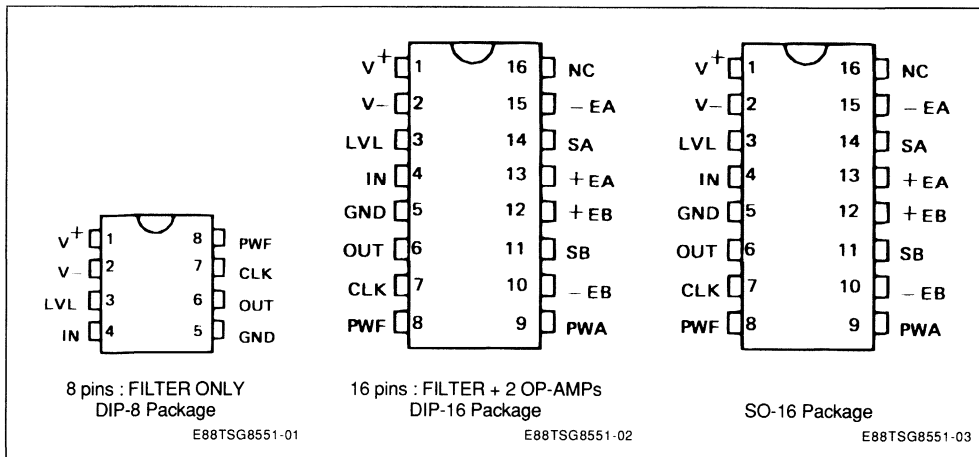 V+ 1 8 PWF
V- 2 7 CLK
LVL 3 6 OUT
IN 4 5 GND
8 pins : FILTER ONLY
DIP-8 Package
E88TSG8551-01
V+ 1 16 NC
V- 2 15 -EA
LVL 3 14 SA
IN 4 13 +EA
GND 5 12 +EB
OUT 6 11 SB
CLK 7 10 -EB
PWF 8 9 PWA
16 pins : FILTER + 2 OP-AMPs
DIP-16 Package
E88TSG8551-02
V+ 1 16 NC
V- 2 15 -EA
LVL 3 14 SA
IN 4 13 +EA
GND 5 12 +EB
OUT 6 11 SB
CLK 7 10 -EB
PWF 8 9 PWA
SO-16 Package
E88TSG8551-03